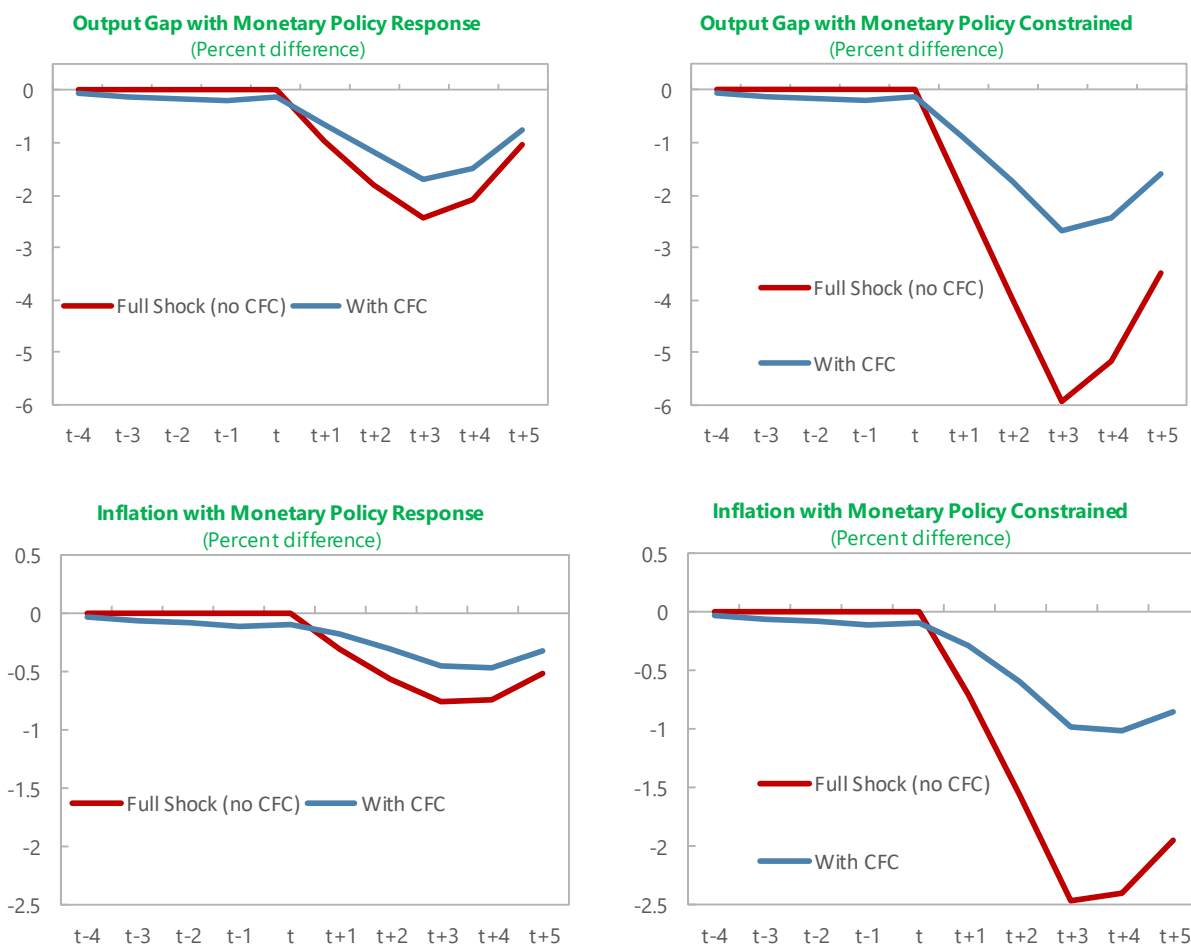 Output Gap with Monetary Policy Response
(Percent difference)
0
-1
-2
-3
-4
-5
-6
Full Shock (no CFC) With CFC
t-4 t-3 t-2 t-1 t t+1 t+2 t+3 t+4 t+5
Output Gap with Monetary Policy Constrained
(Percent difference)
0
-1
-2
-3
-4
-5
-6
Full Shock (no CFC)
With CFC
t-4 t-3 t-2 t-1 t t+1 t+2 t+3 t+4 t+5
Inflation with Monetary Policy Response
(Percent difference)
0.5
0
-0.5
-1
-1.5
-2
-2.5
Full Shock (no CFC) With CFC
t-4 t-3 t-2 t-1 t t+1 t+2 t+3 t+4 t+5
Inflation with Monetary Policy Constrained
(Percent difference)
0.5
0
-0.5
-1
-1.5
-2
-2.5
Full Shock (no CFC)
With CFC
t-4 t-3 t-2 t-1 t t+1 t+2 t+3 t+4 t+5